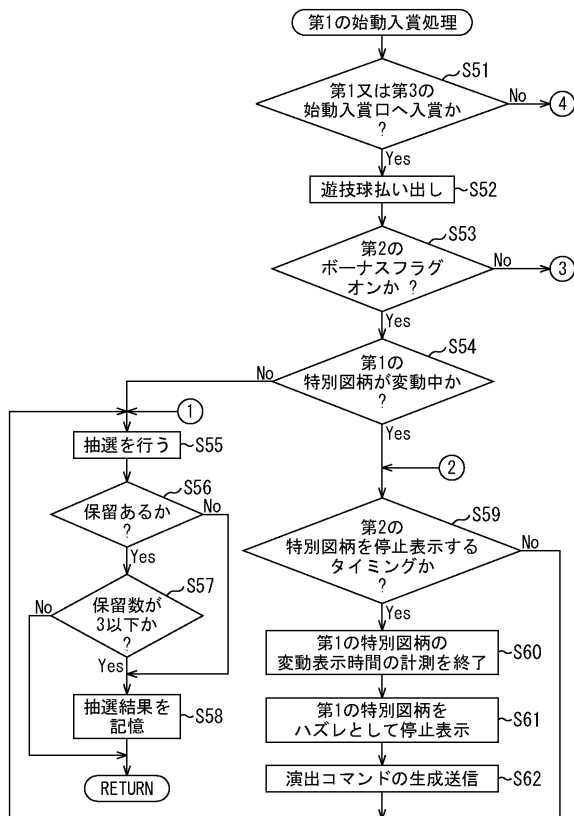 第1の始動入賞処理
S51
第1又は第3の
始動入賞口へ入賞か
?
No
④
Yes
遊技球払い出し
S52
S53
第2の
ボーナスフラグ
オンか ?
No
③
Yes
S54
第1の
特別図柄が変動中か
?
No
Yes
①
②
抽選を行う
S55
S56
保留あるか
?
No
Yes
S57
保留数が
3以下か
?
No
Yes
抽選結果を
記憶
S58
RETURN
S59
第2の
特別図柄を停止表示する
タイミングか
?
No
Yes
第1の特別図柄の
変動表示時間の計測を終了
S60
第1の特別図柄を
ハズレとして停止表示
S61
演出コマンドの生成送信
S62